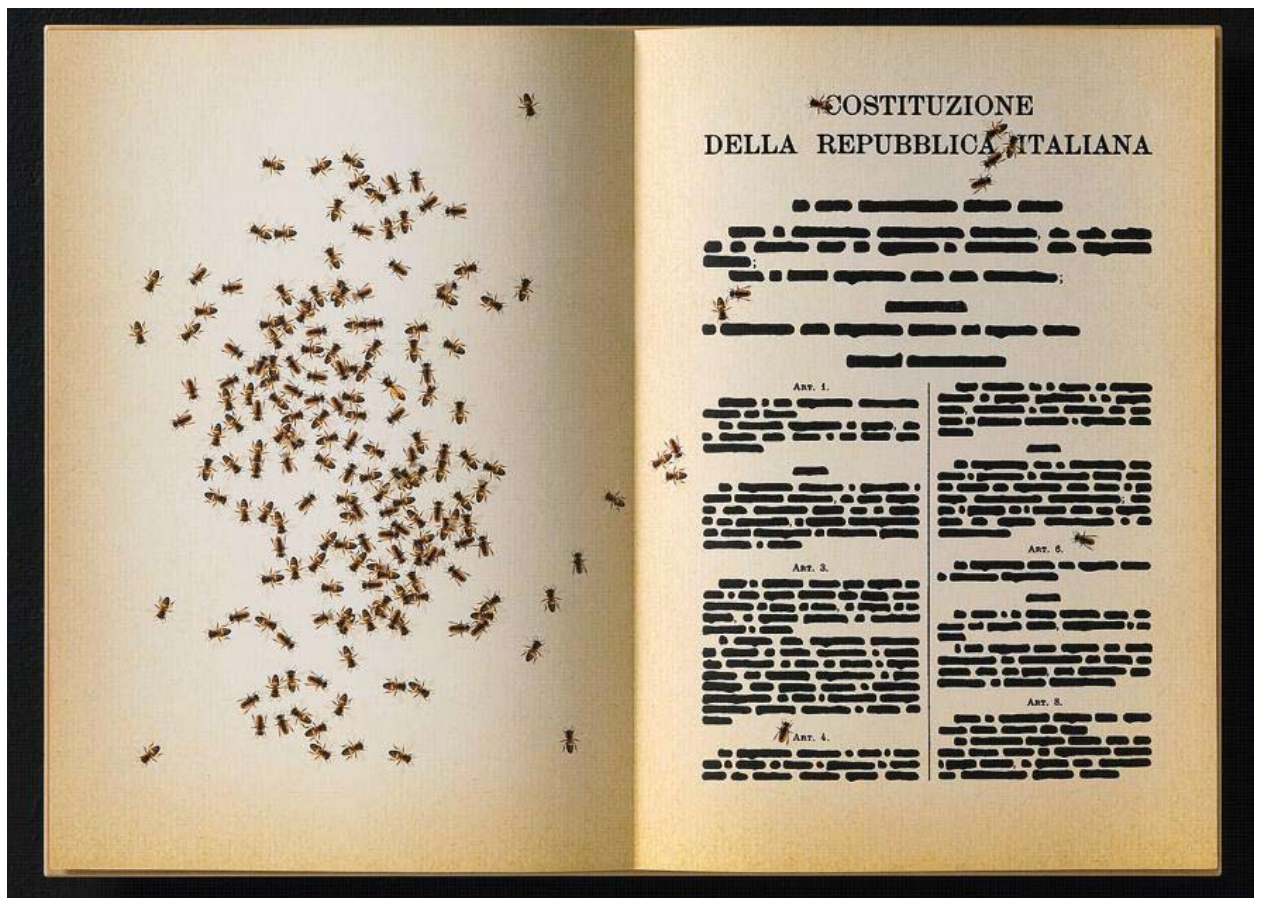 COSTITUZIONE
DELLA REPUBBLICA ITALIANA
Art. 1.
Art. 3.
Art. 4.
Art. 6.
Art. 8.